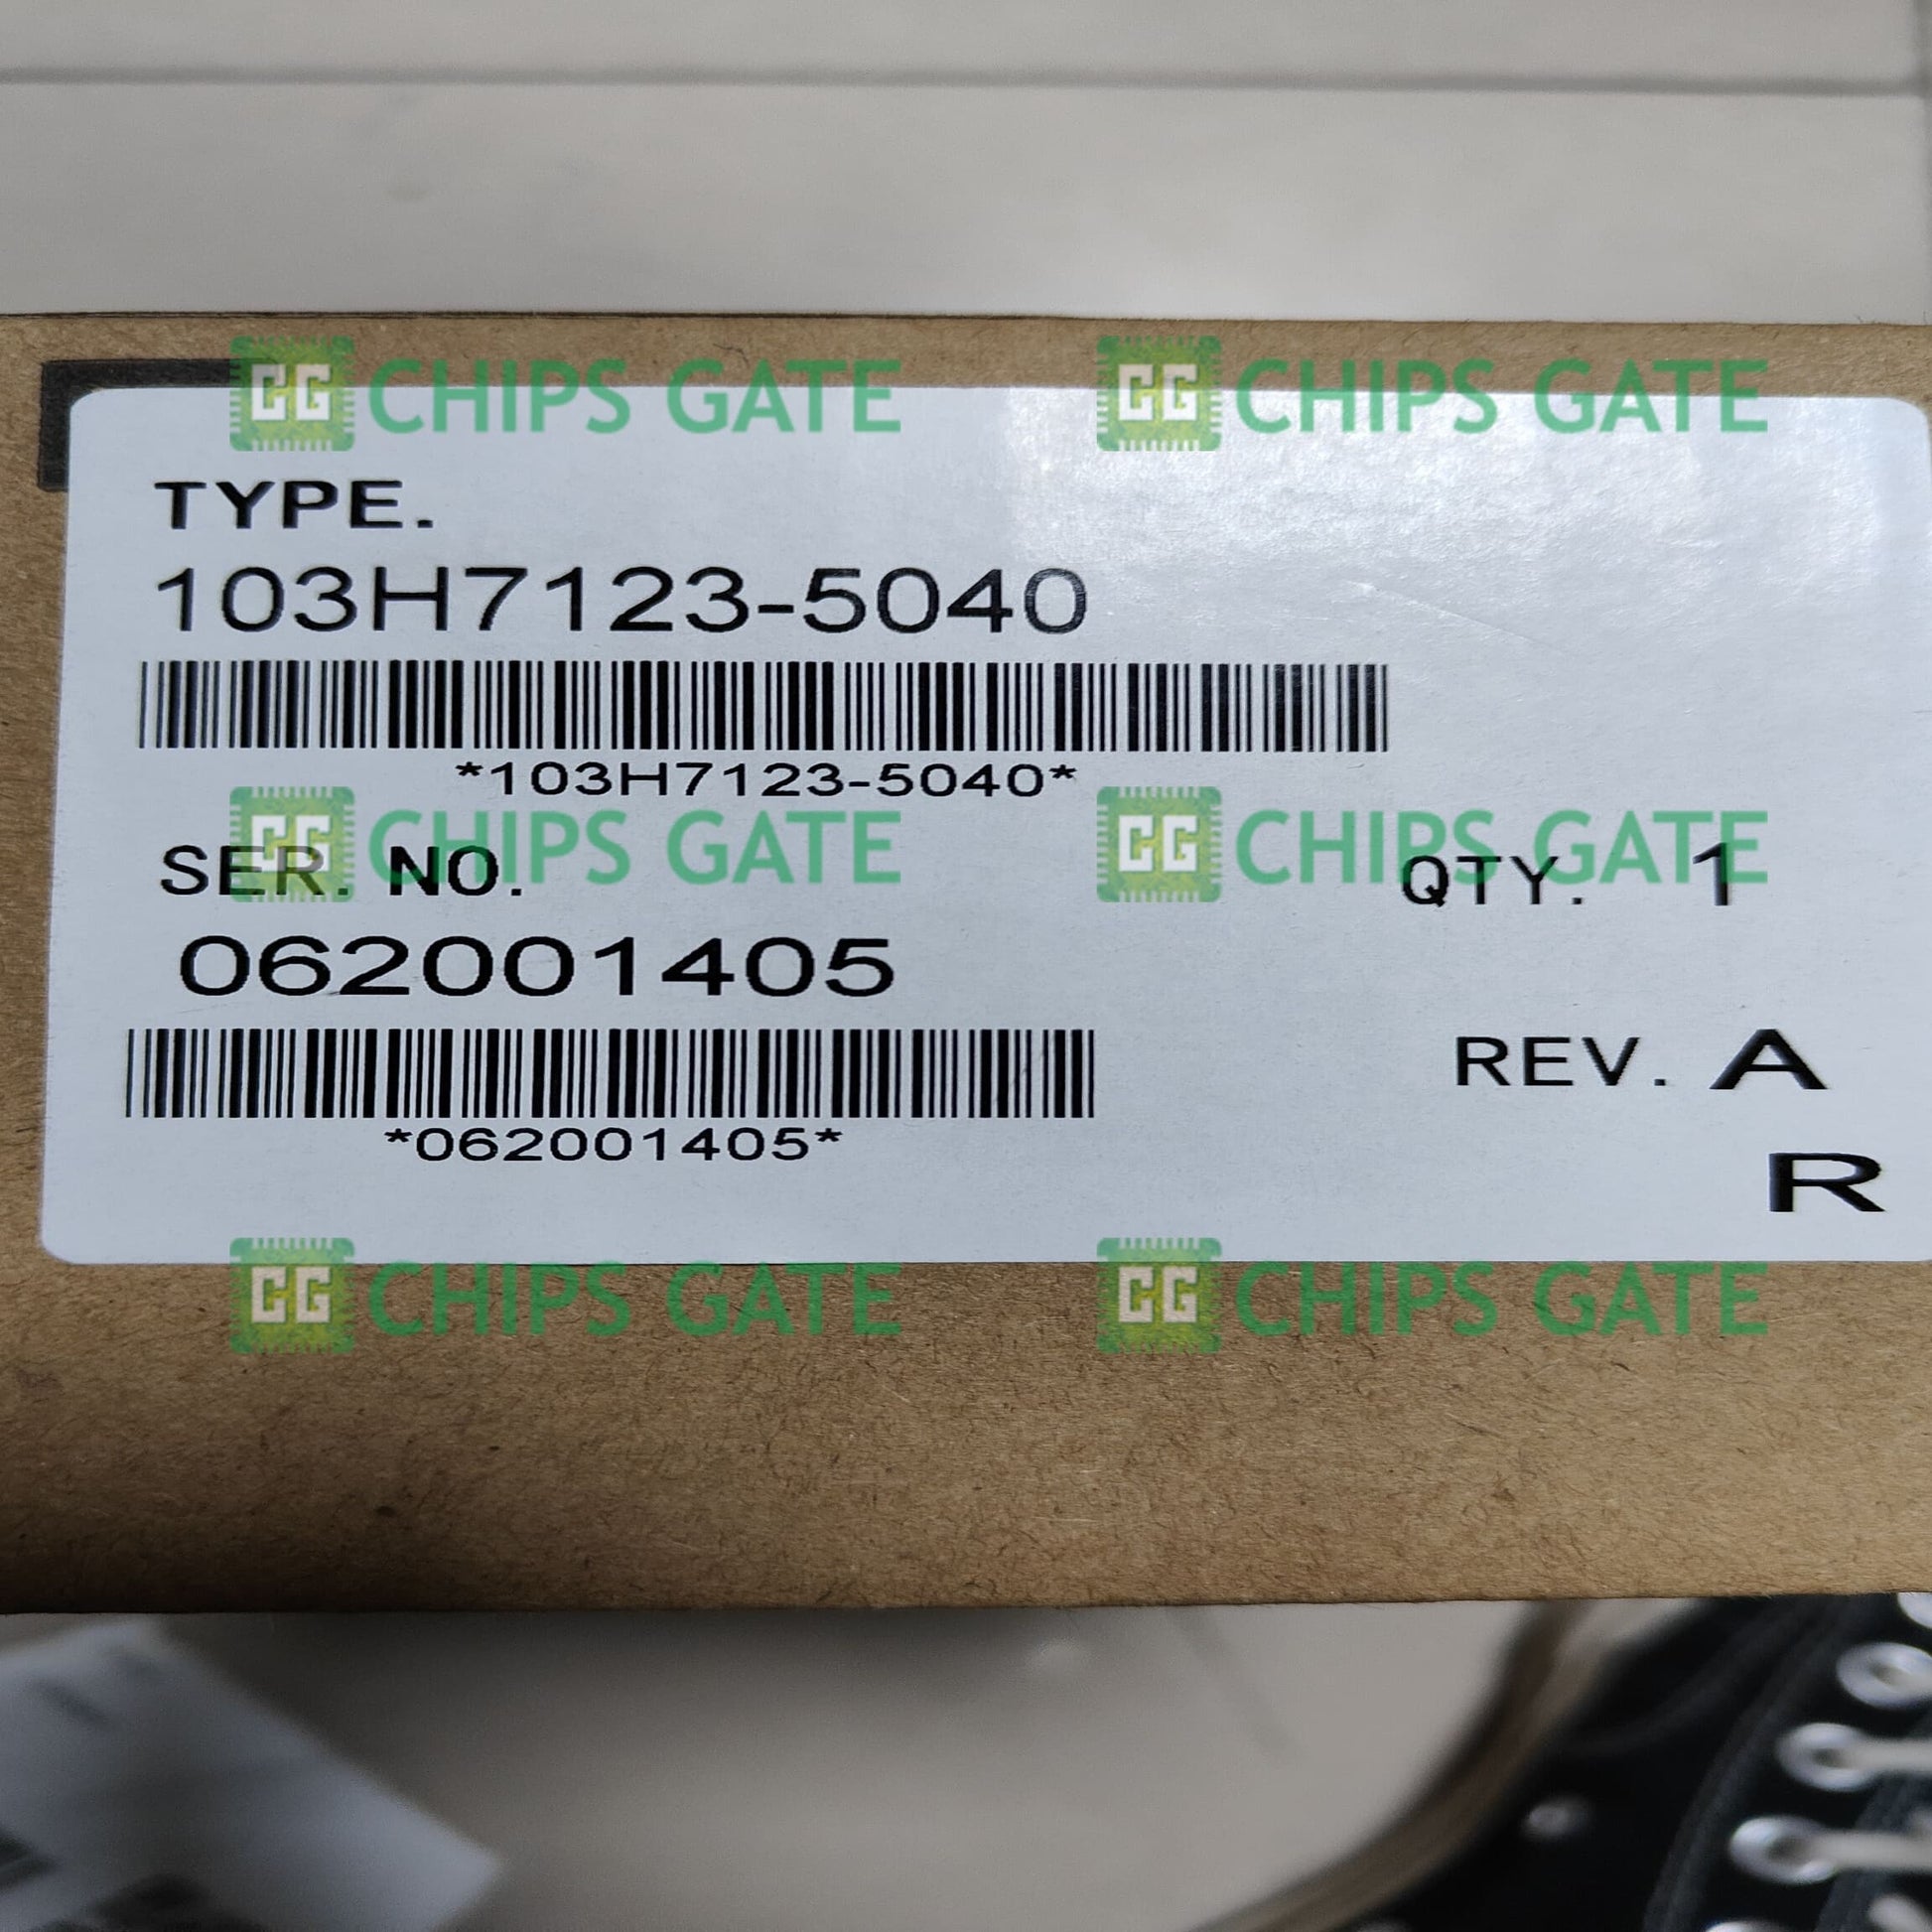 CG CHIPS GATE CG CHIPS GATE
TYPE.
103H7123-5040
*103H7123-5040*
CG CHIPS GATE CG CHIPS GATE
SER. NO. QTY. 1
062001405
REV. A
*062001405*
R
CG CHIPS GATE CG CHIPS GATE